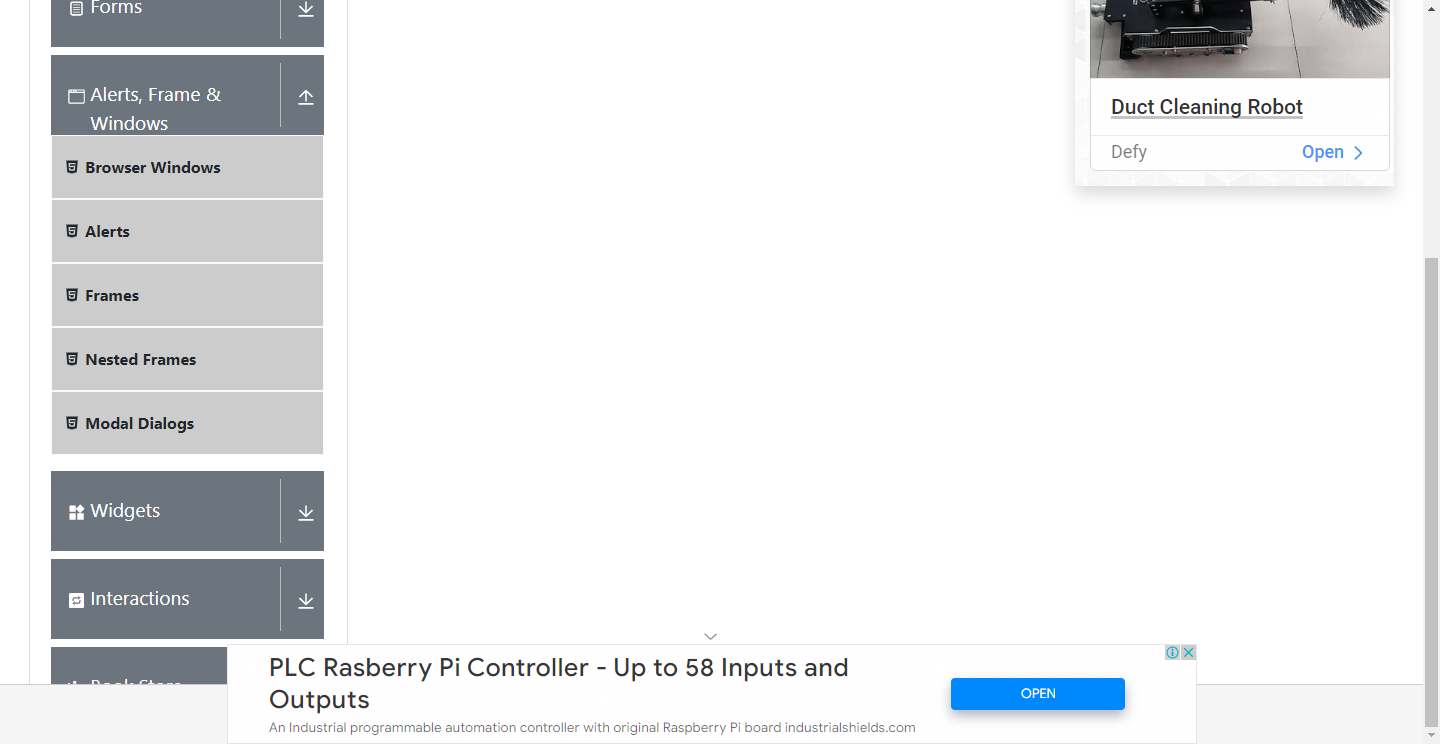 Forms
Alerts, Frame &
Windows
Browser Windows
Alerts
Frames
Nested Frames
Modal Dialogs
Widgets
Interactions
Book Store
Duct Cleaning Robot
Defy
Open
PLC Rasberry Pi Controller - Up to 58 Inputs and
Outputs
An Industrial programmable automation controller with original Raspberry Pi board industrialshields.com
OPEN